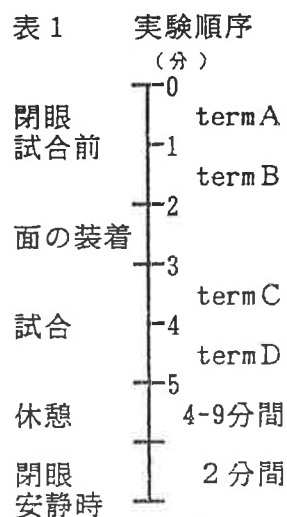 表1 実験順序
(分)
0
閉眼 termA
試合前 1
termB
2
面の装着
3
termC
試合 4
termD
5
休憩 4-9分間
閉眼 2分間
安静時